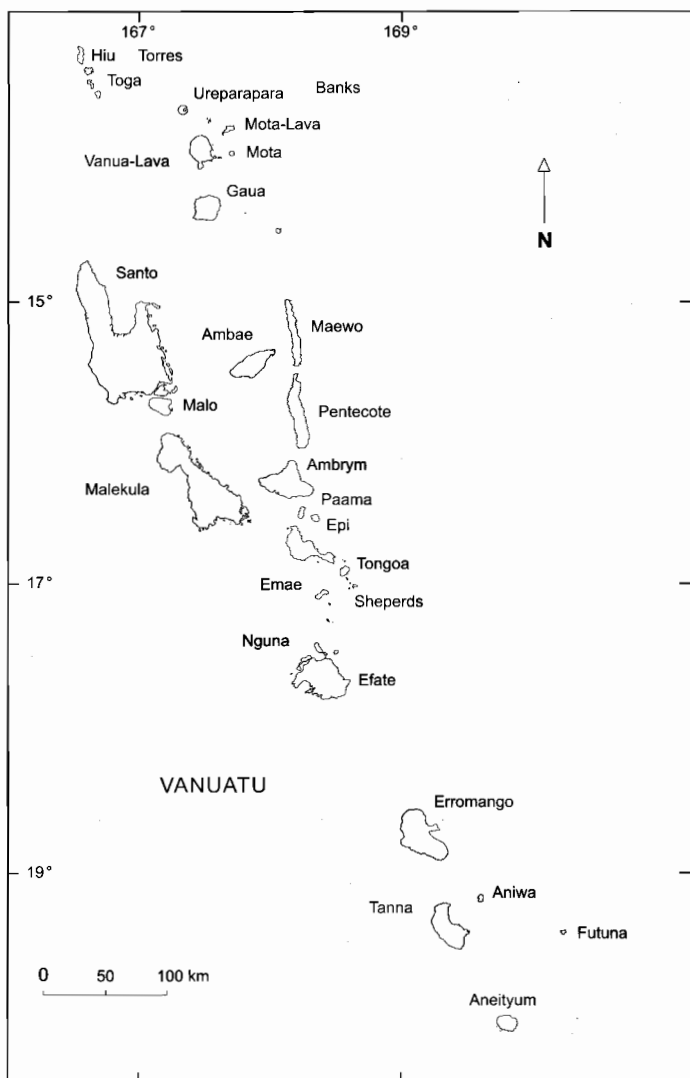 167° 169°
Hiu Torres
Toga
Ureparapara Banks
Mota-Lava
Vanua-Lava Mota
Gaua
N
Santo
15°
Ambae Maewo
Malo Pentecote
Ambrym
Malekula
Paama
Epi
Tongoa
17°
Emae
Sheperds
Nguna
Efate
VANUATU
Erromango
19°
Aniwa
Tanna
Futuna
0 50 100 km
Aneityum